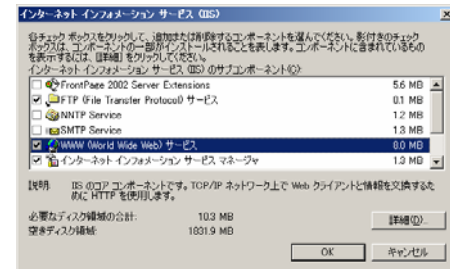 インターネット インフォメーション サービス (IIS)
各チェック ボックスをクリックして、追加または削除するコンポーネントを選んでください。影付きのチェック
ボックスは、コンポーネントの一部がインストールされることを表します。コンポーネントに含まれているもの
を表示するには、[詳細] をクリックしてください。
インターネット インフォメーション サービス (IIS) のサブコンポーネント(C):
FrontPage 2002 Server Extensions 5.6 MB
FTP (File Transfer Protocol) サービス 0.1 MB
NNTP Service 1.2 MB
SMTP Service 1.3 MB
WWW (World Wide Web) サービス 8.0 MB
インターネット インフォメーション サービス マネージャ 1.3 MB
説明: IIS のコア コンポーネントです。TCP/IP ネットワーク上で Web クライアントと情報を交換するた
めに HTTP を使用します。
必要なディスク領域の合計: 10.3 MB
空きディスク領域: 1831.9 MB
詳細(D)...
OK キャンセル